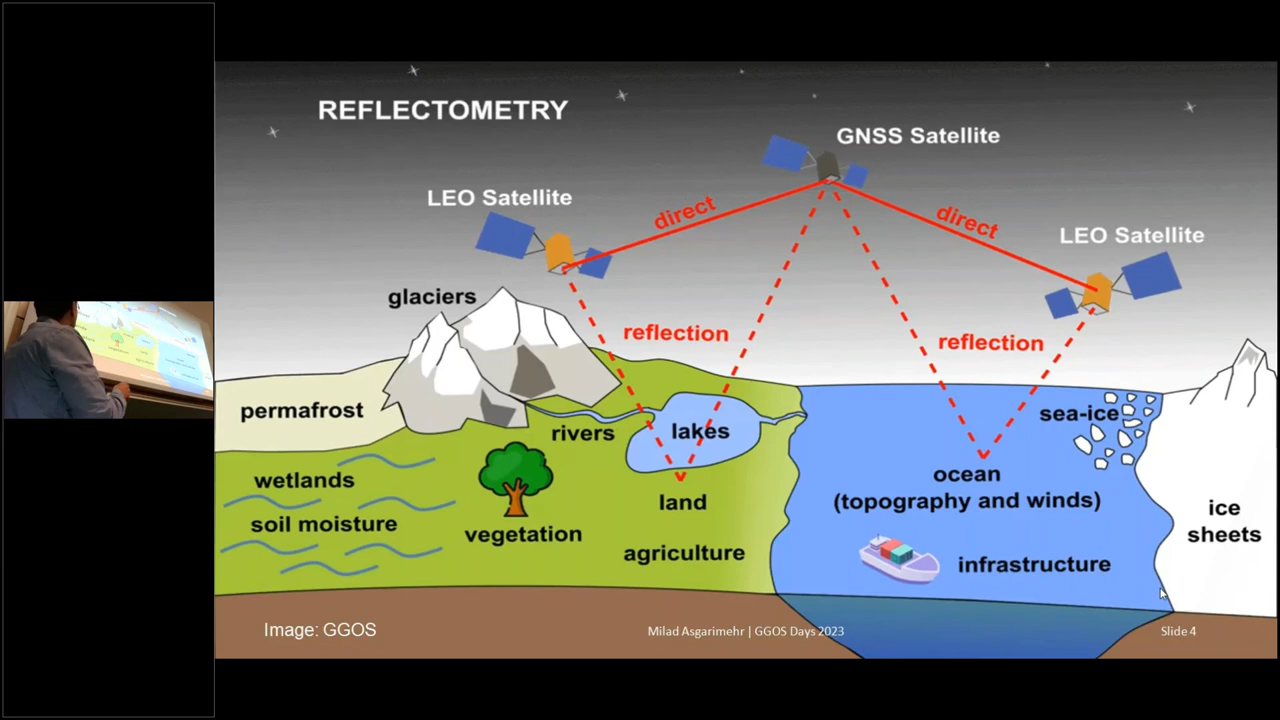 REFLECTOMETRY
GNSS Satellite
LEO Satellite
direct
direct
LEO Satellite
glaciers
reflection
reflection
permafrost
rivers
lakes
sea-ice
wetlands
land
ocean
(topography and winds)
soil moisture
vegetation
agriculture
infrastructure
ice
sheets
Image: GGOS
Milad Asgarimehr | GGOS Days 2023
Slide 4